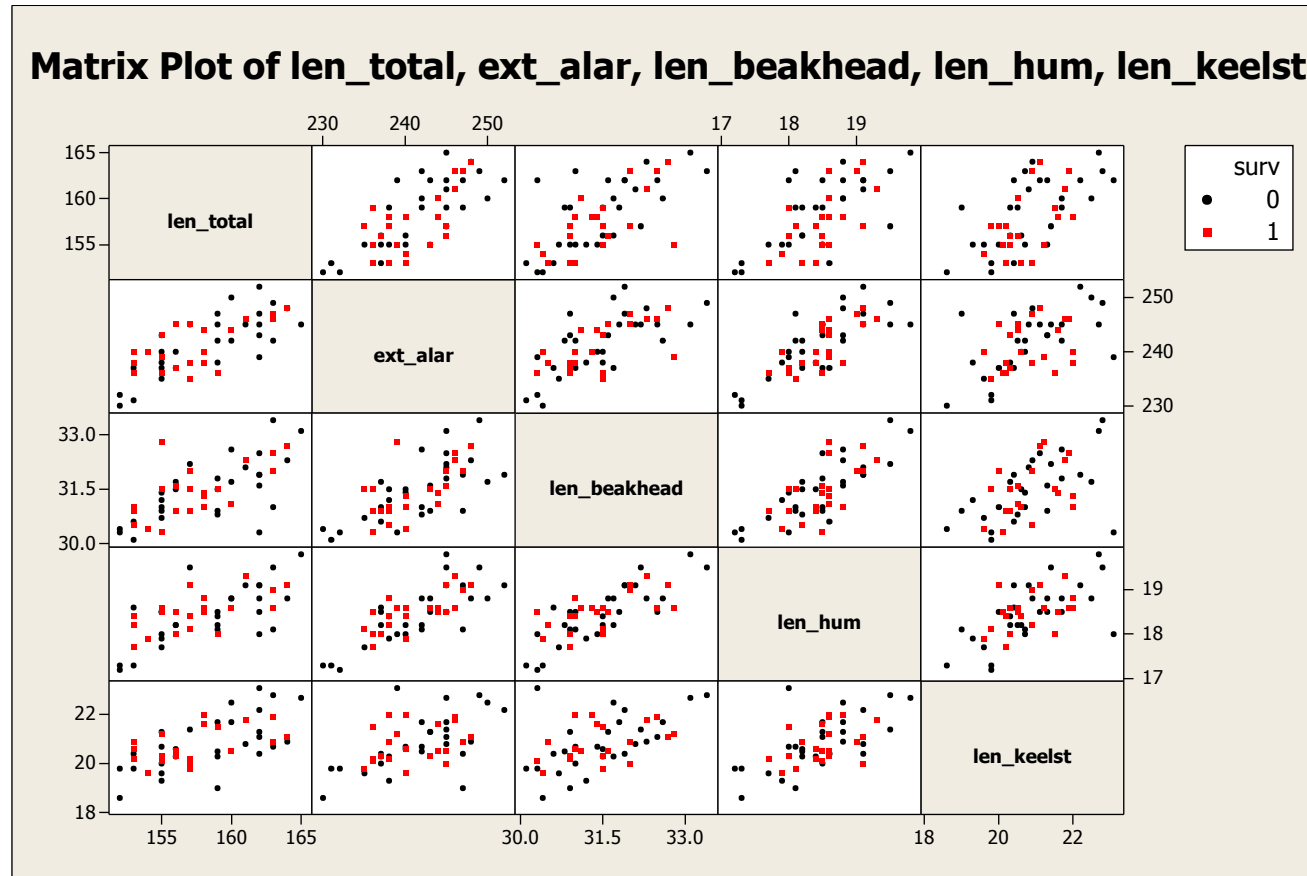 Matrix Plot of len_total, ext_alar, len_beakhead, len_hum, len_keelst
230 240 250 17 18 19
165
160
155
len_total
surv
0
1
ext_alar
250
240
230
33.0
31.5
30.0
len_beakhead
len_hum
19
18
17
22
20
18
len_keelst
155 160 165 30.0 31.5 33.0 18 20 22